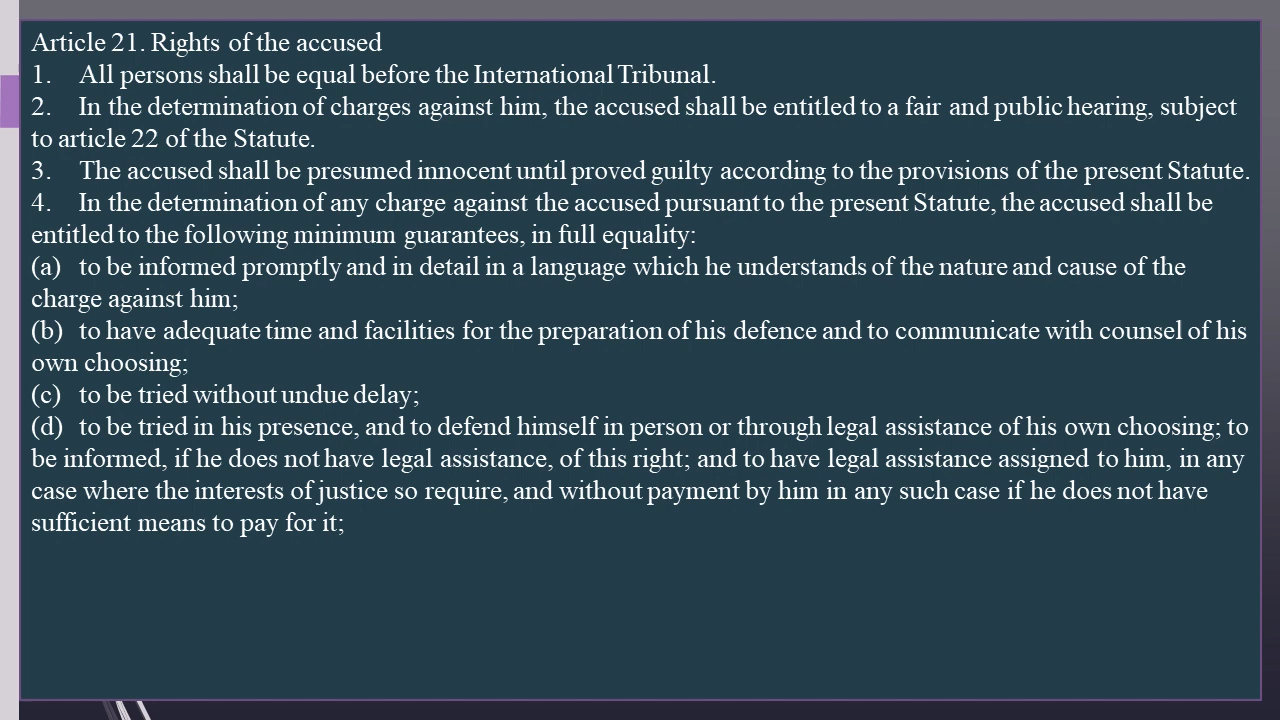 Article 21. Rights of the accused
1. All persons shall be equal before the International Tribunal.
2. In the determination of charges against him, the accused shall be entitled to a fair and public hearing, subject
to article 22 of the Statute.
3. The accused shall be presumed innocent until proved guilty according to the provisions of the present Statute.
4. In the determination of any charge against the accused pursuant to the present Statute, the accused shall be
entitled to the following minimum guarantees, in full equality:
(a) to be informed promptly and in detail in a language which he understands of the nature and cause of the
charge against him;
(b) to have adequate time and facilities for the preparation of his defence and to communicate with counsel of his
own choosing;
(c) to be tried without undue delay;
(d) to be tried in his presence, and to defend himself in person or through legal assistance of his own choosing; to
be informed, if he does not have legal assistance, of this right; and to have legal assistance assigned to him, in any
case where the interests of justice so require, and without payment by him in any such case if he does not have
sufficient means to pay for it;